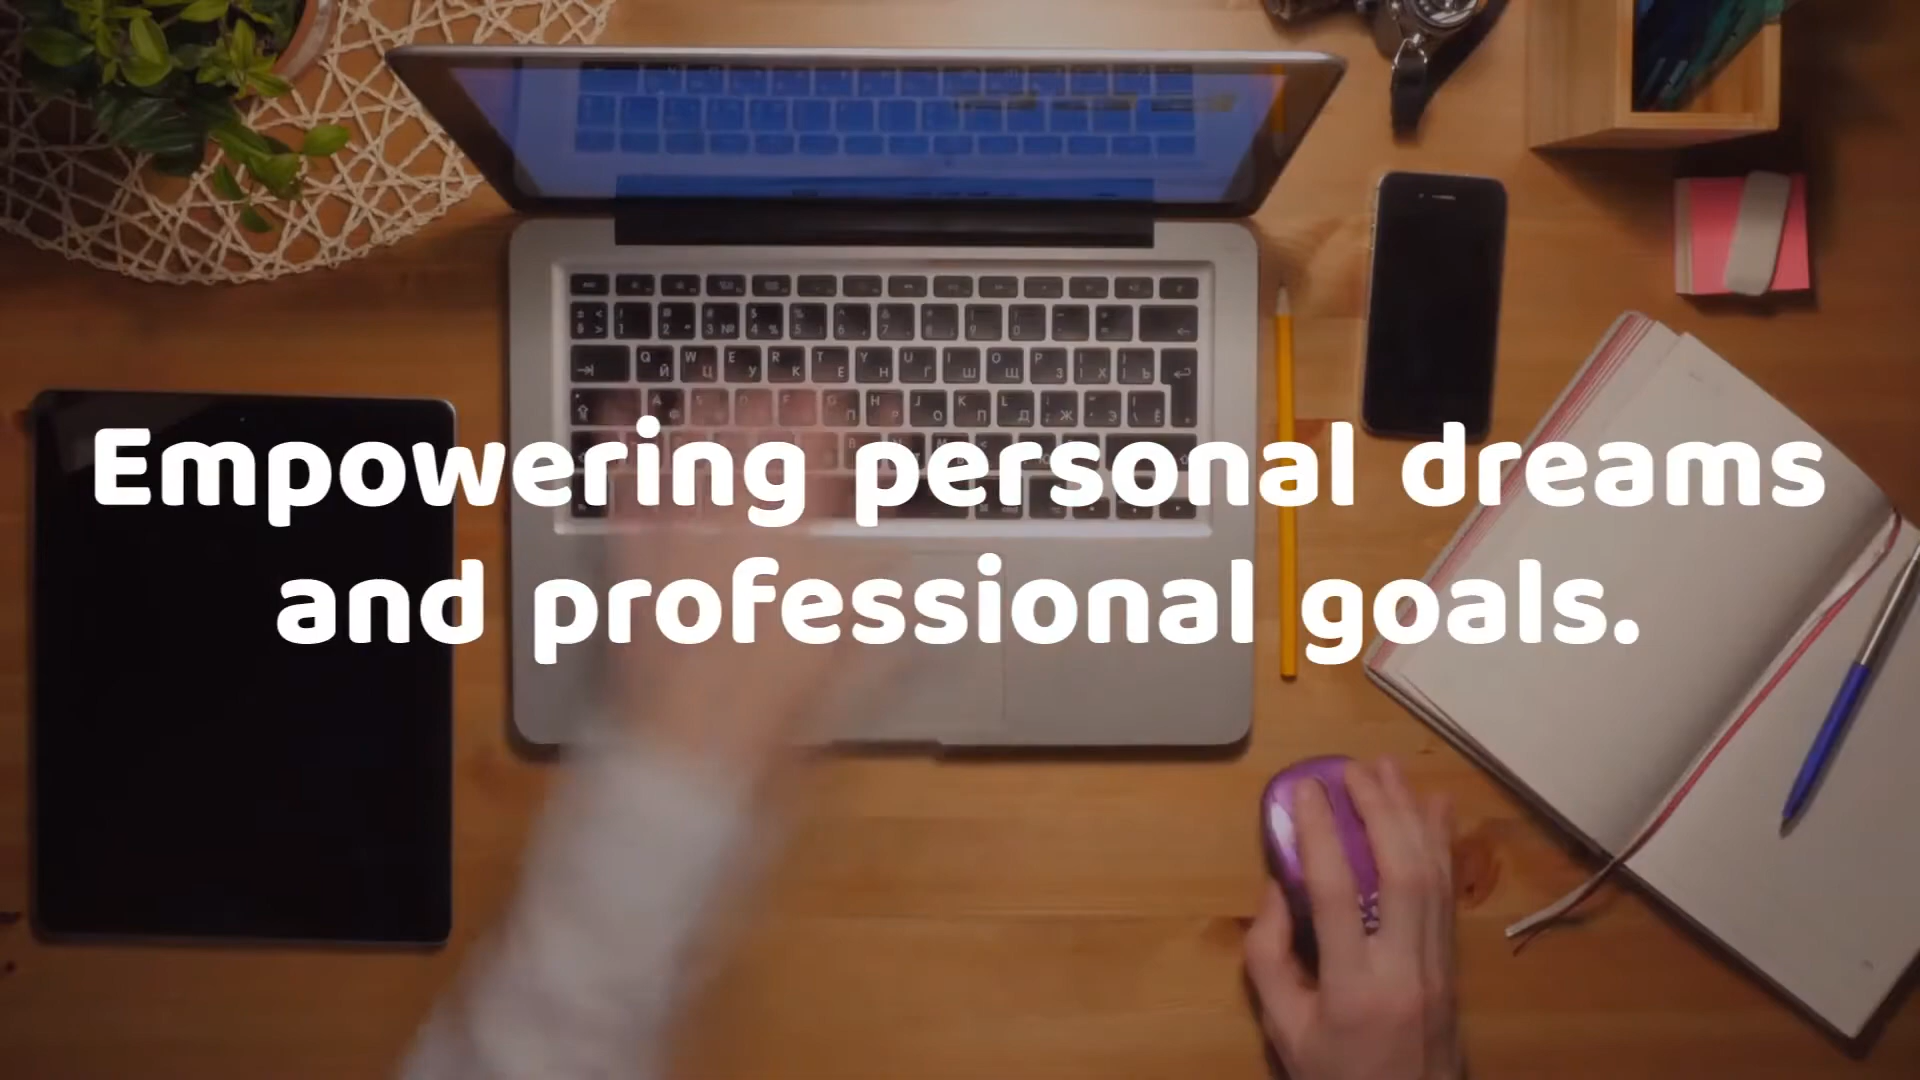 Empowering personal dreams
and professional goals.
Q W E R T Y U I O P
Й Ц У К Е Н Г Ш Щ З Х Ъ